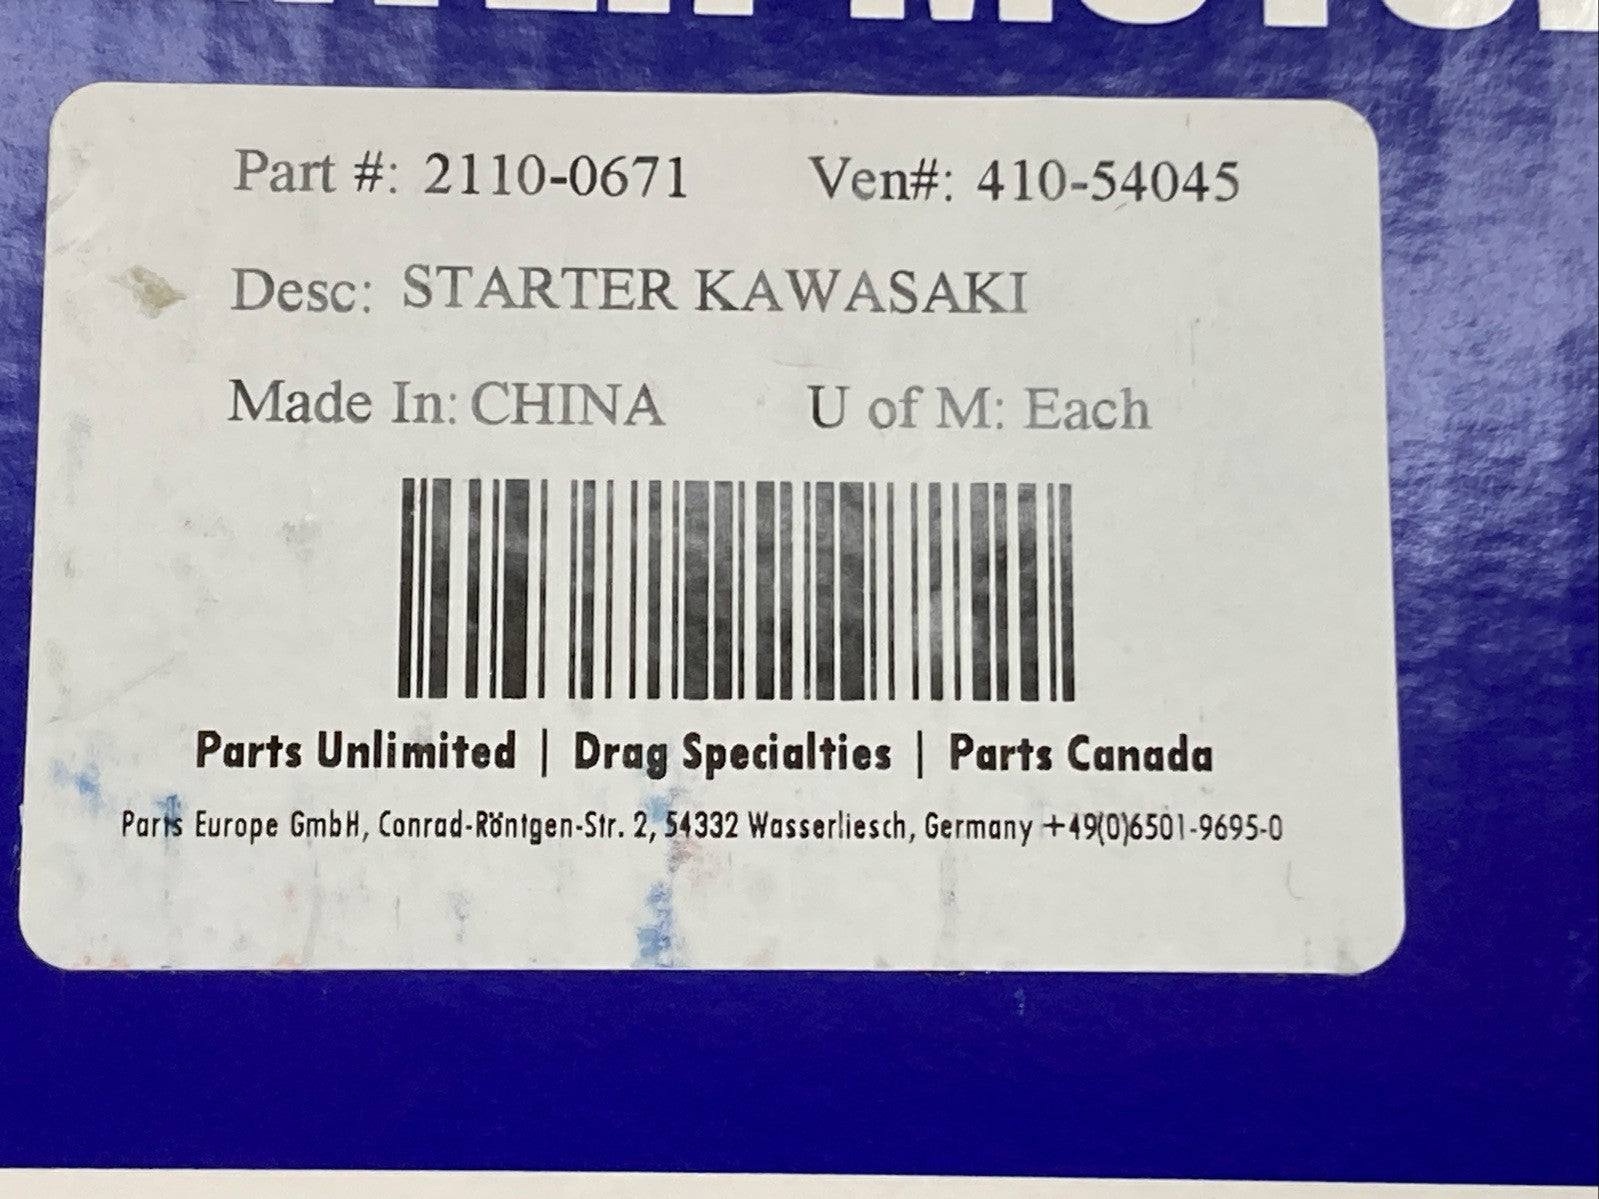 Part #: 2110-0671 Ven#: 410-54045
Desc: STARTER KAWASAKI
Made In: CHINA U of M: Each
Parts Unlimited | Drag Specialties | Parts Canada
Parts Europe GmbH, Conrad-Röntgen-Str. 2, 54332 Wasserliesch, Germany +49(0)6501-9695-0